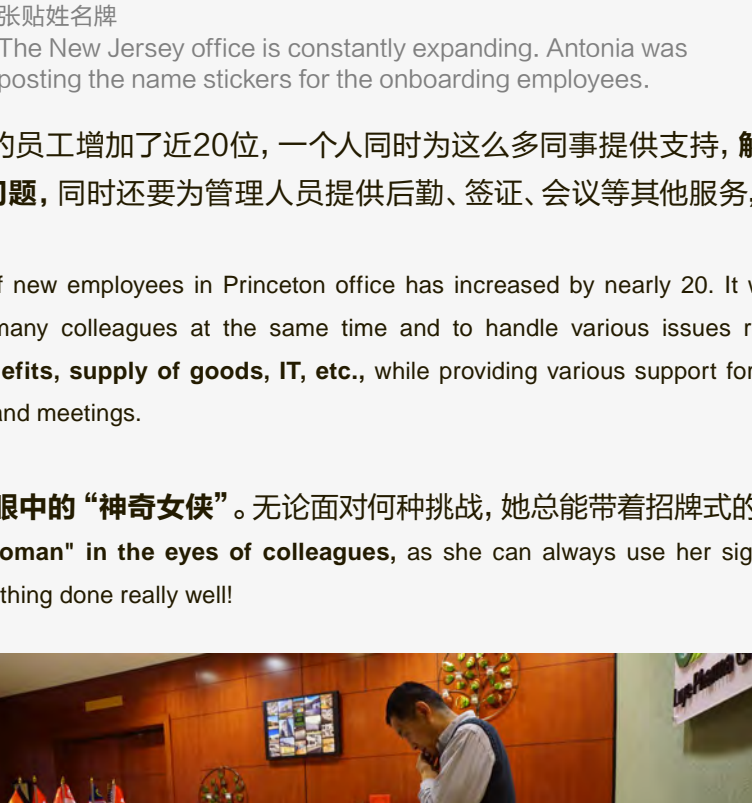 张贴姓名牌
The New Jersey office is constantly expanding. Antonia was
posting the name stickers for the onboarding employees.
的员工增加了近20位，一个人同时为这么多同事提供支持，
问题，同时还要为管理人员提供后勤、签证、会议等其他服务，
new employees in Princeton office has increased by nearly 20. It
many colleagues at the same time and to handle various issues
efits, supply of goods, IT, etc., while providing various support for
and meetings.
眼中的“神奇女侠”。无论面对何种挑战，她总能带着招牌式的
oman" in the eyes of colleagues, as she can always use her sig
thing done really well!